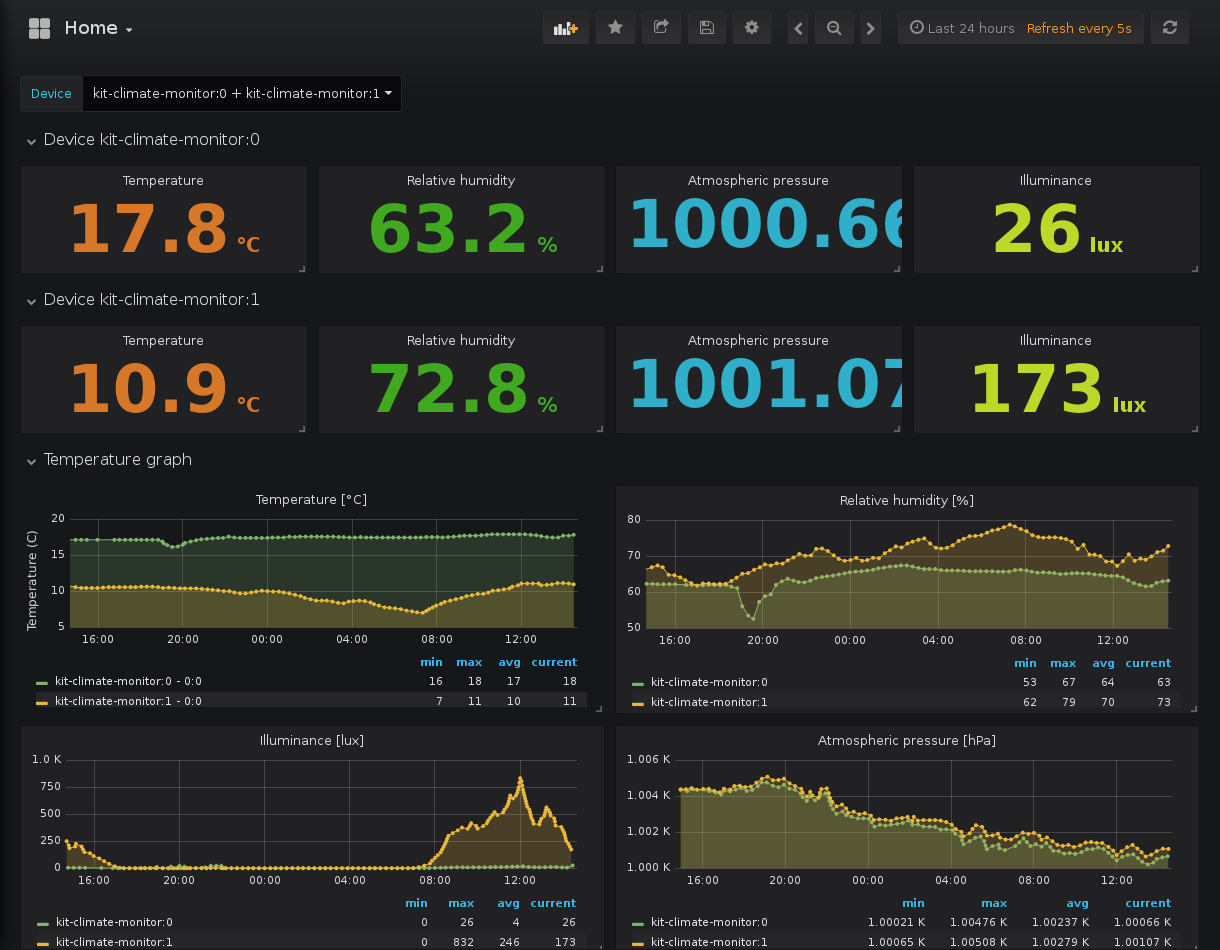 Home
Last 24 hours Refresh every 5s
Device kit-climate-monitor:0 + kit-climate-monitor:1
Device kit-climate-monitor:0
Temperature Relative humidity Atmospheric pressure Illuminance
17.8 °C 63.2 % 1000.66 26 lux
Device kit-climate-monitor:1
Temperature Relative humidity Atmospheric pressure Illuminance
10.9 °C 72.8 % 1001.07 173 lux
Temperature graph
Temperature [°C]
Temperature (C)
20
15
10
5
16:00 20:00 00:00 04:00 08:00 12:00
min max avg current
kit-climate-monitor:0 - 0:0 16 18 17 18
kit-climate-monitor:1 - 0:0 7 11 10 11
Relative humidity [%]
80
70
60
50
16:00 20:00 00:00 04:00 08:00 12:00
min max avg current
kit-climate-monitor:0 53 67 64 63
kit-climate-monitor:1 62 79 70 73
Illuminance [lux]
1.0 K
750
500
250
0
16:00 20:00 00:00 04:00 08:00 12:00
min max avg current
kit-climate-monitor:0 0 26 4 26
kit-climate-monitor:1 0 832 246 173
Atmospheric pressure [hPa]
1.006 K
1.004 K
1.002 K
1.000 K
16:00 20:00 00:00 04:00 08:00 12:00
min max avg current
kit-climate-monitor:0 1.00021 K 1.00476 K 1.00237 K 1.00066 K
kit-climate-monitor:1 1.00065 K 1.00508 K 1.00279 K 1.00107 K